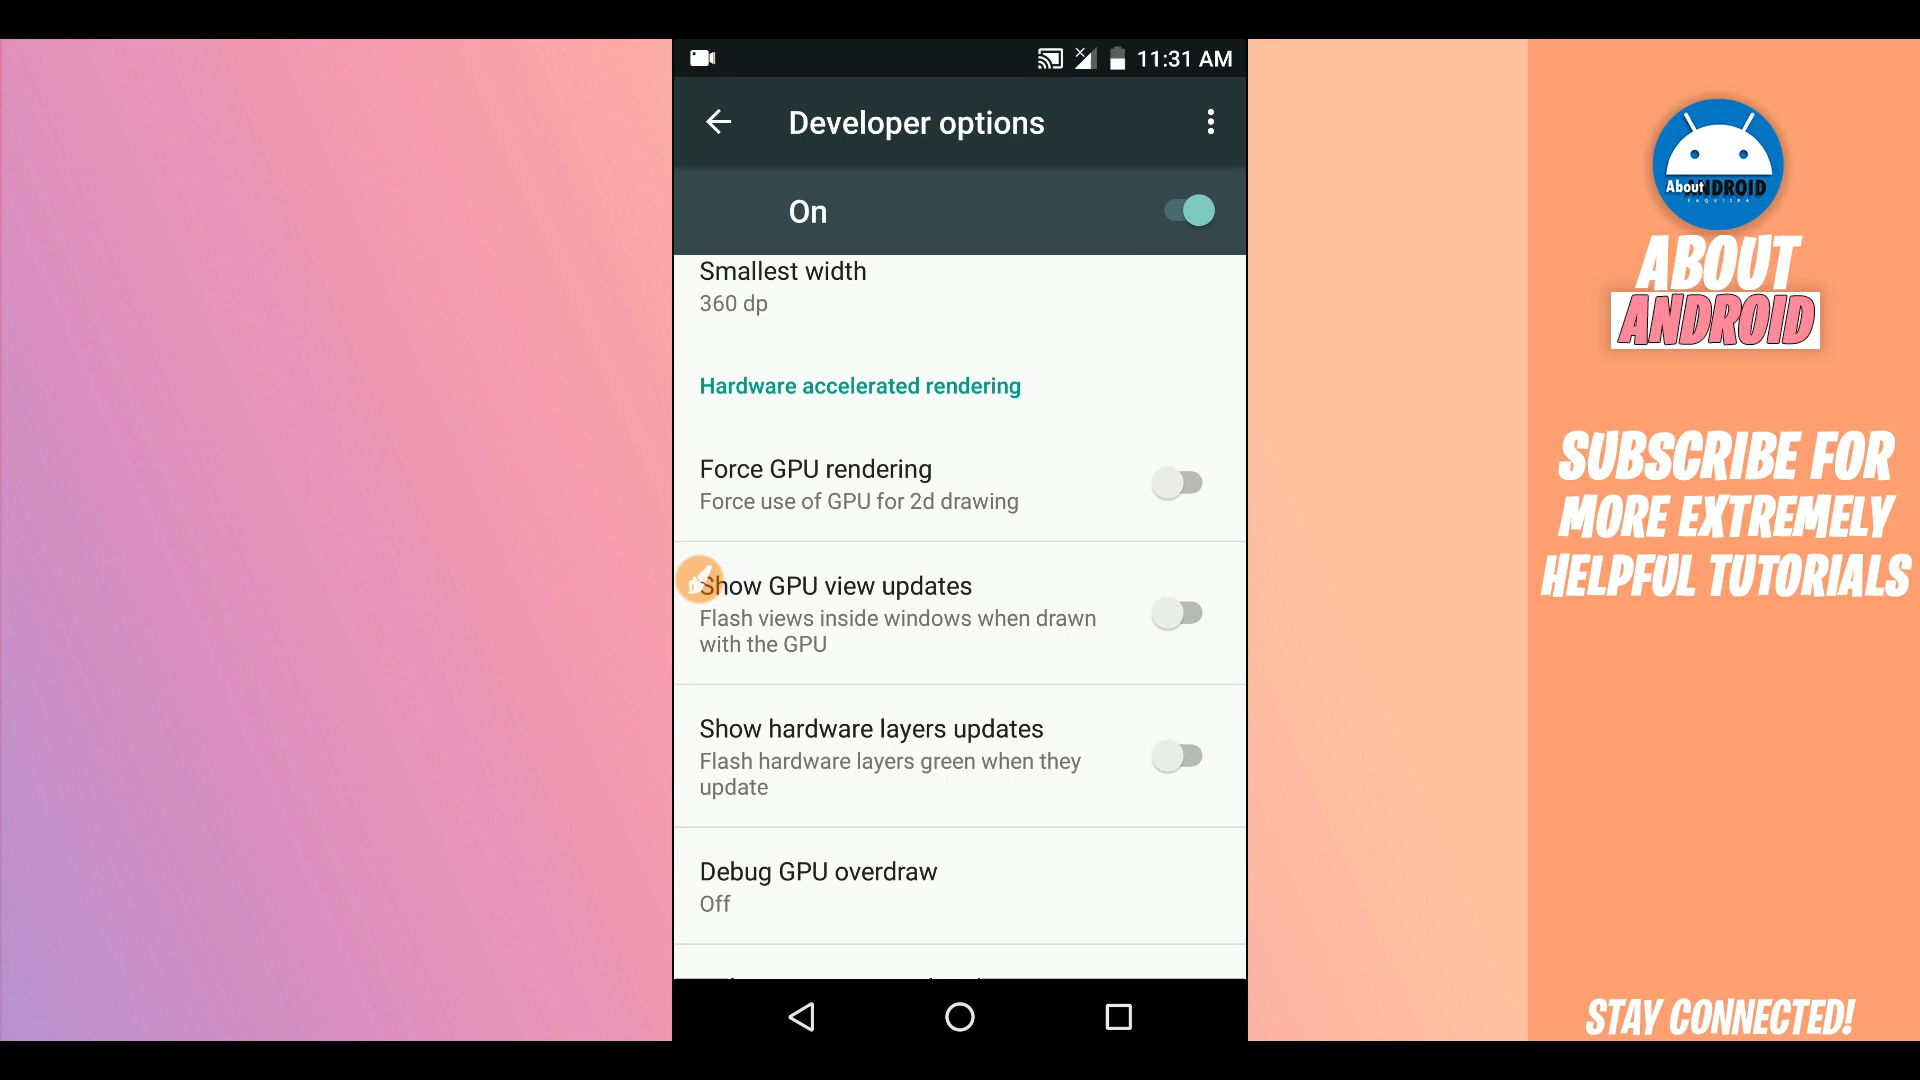 11:31 AM
Developer options
On
Smallest width
360 dp
Hardware accelerated rendering
Force GPU rendering
Force use of GPU for 2d drawing
Show GPU view updates
Flash views inside windows when drawn
with the GPU
Show hardware layers updates
Flash hardware layers green when they
update
Debug GPU overdraw
Off
About ANDROID
FAQUIIRA
ABOUT
ANDROID
SUBSCRIBE FOR
MORE EXTREMELY
HELPFUL TUTORIALS
STAY CONNECTED!